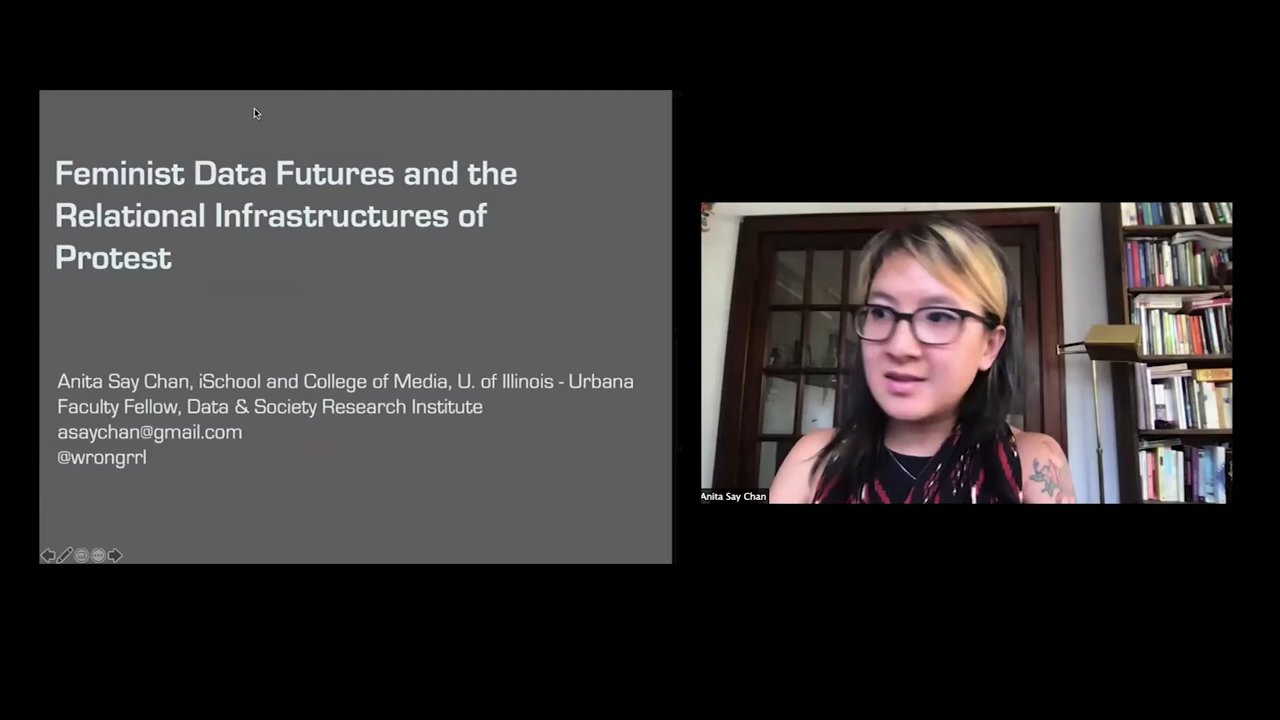 Feminist Data Futures and the
Relational Infrastructures of
Protest
Anita Say Chan, iSchool and College of Media, U. of Illinois - Urbana
Faculty Fellow, Data & Society Research Institute
asaychan@gmail.com
@wrongrrl
Anita Say Chan